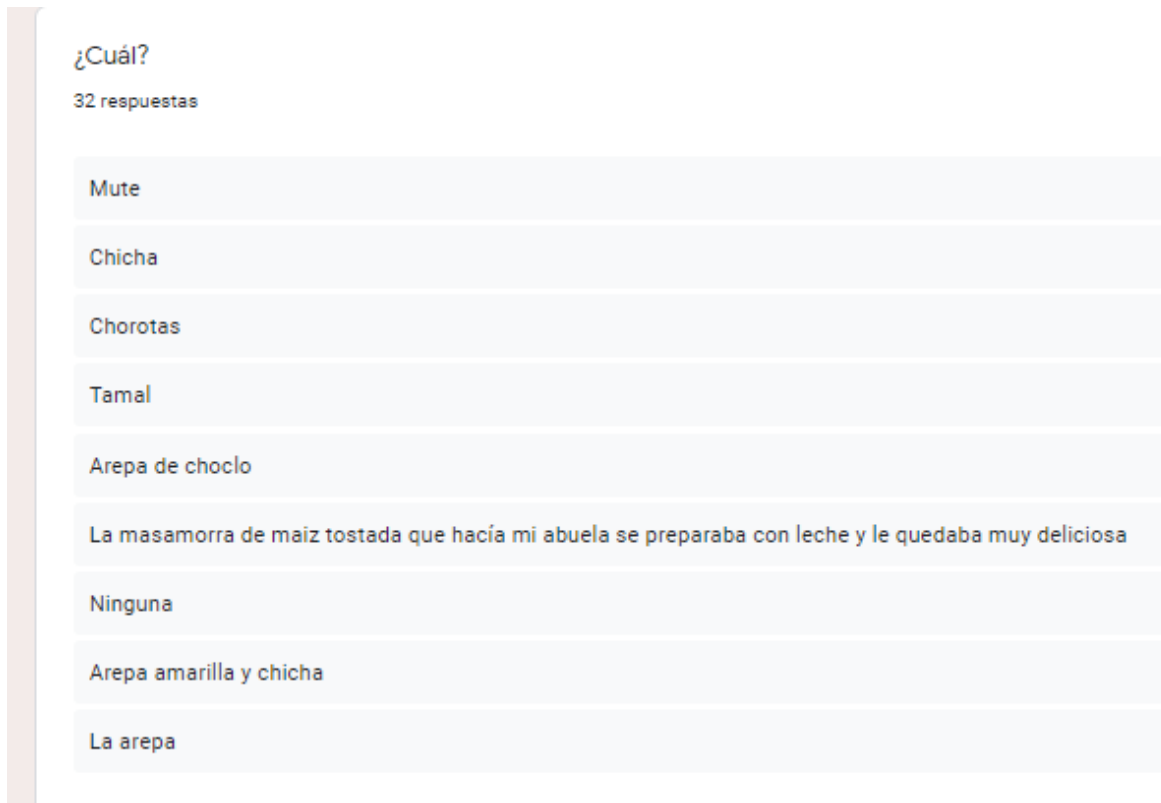 ¿Cuál?
32 respuestas
Mute
Chicha
Chorotas
Tamal
Arepa de choclo
La masamorra de maiz tostada que hacía mi abuela se preparaba con leche y le quedaba muy deliciosa
Ninguna
Arepa amarilla y chicha
La arepa